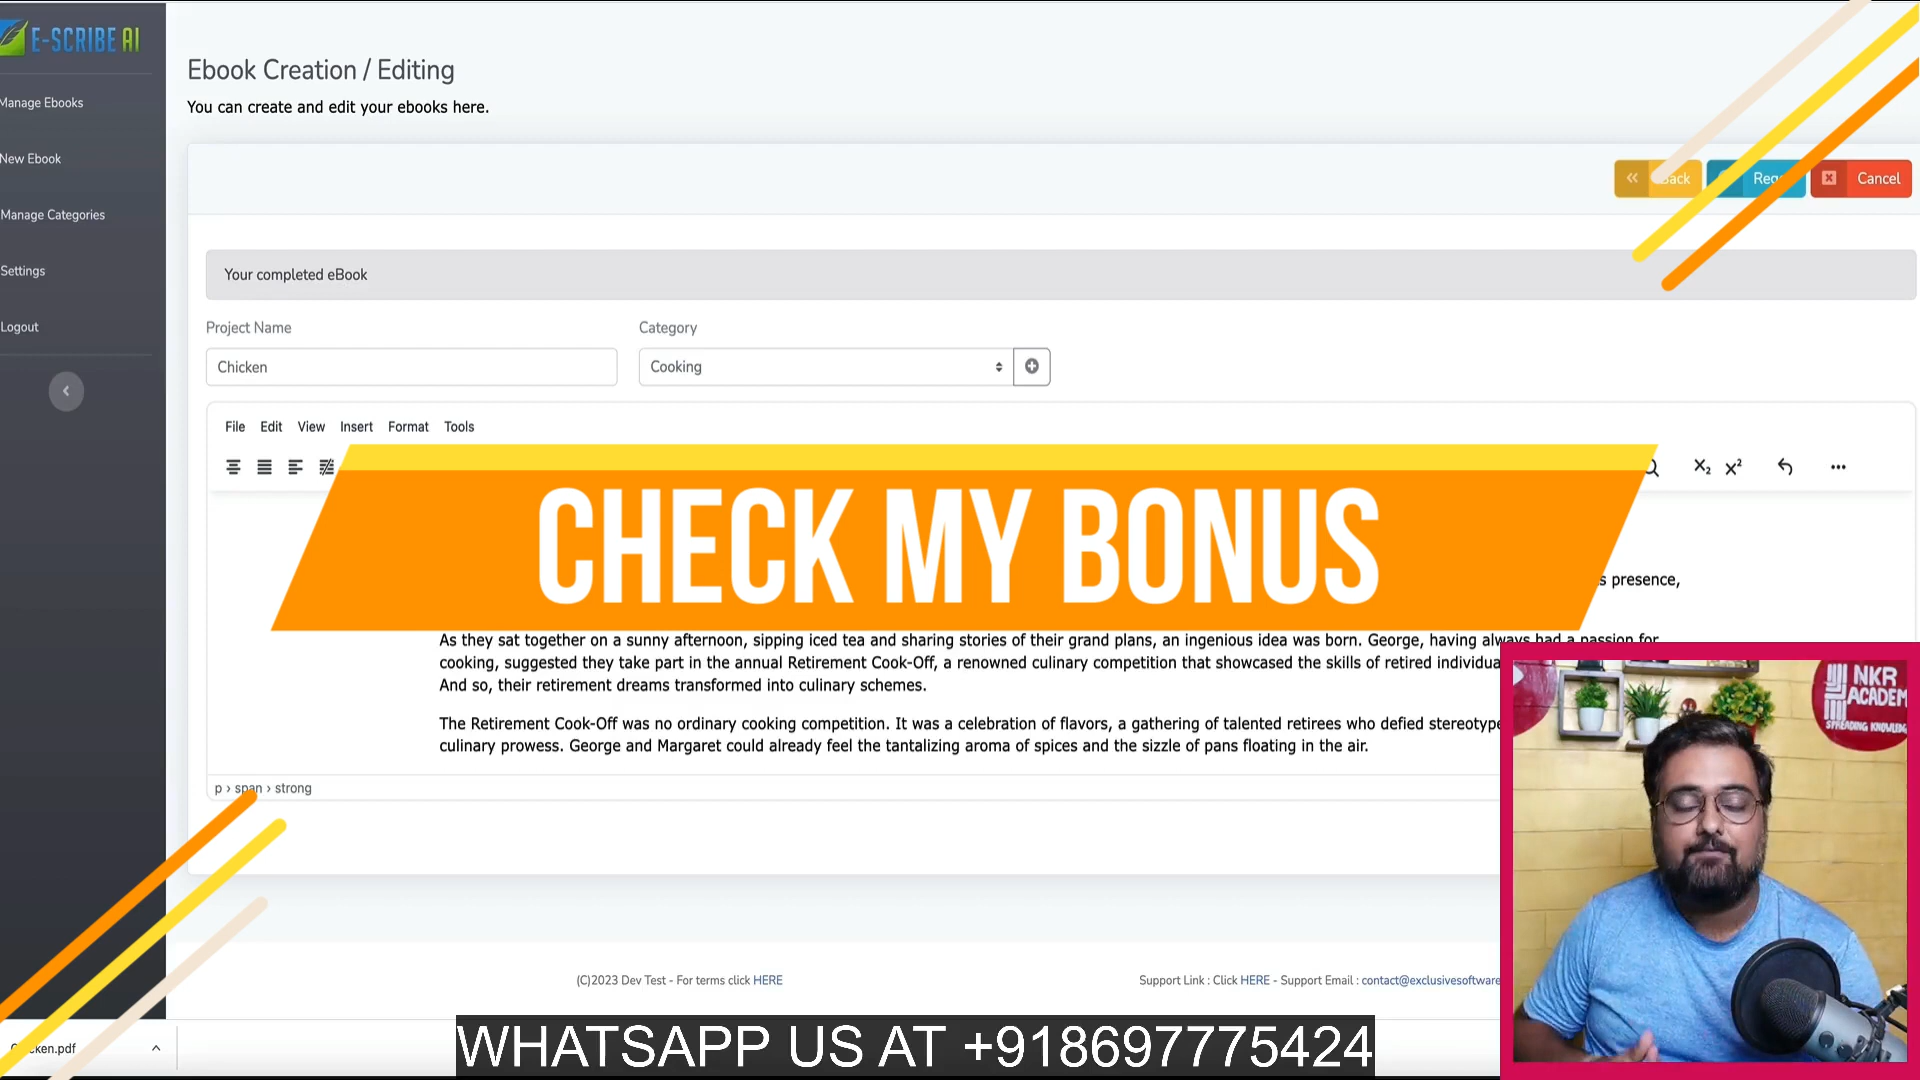 E-SCRIBE AI
Manage Ebooks
New Ebook
Manage Categories
Settings
Logout
Ebook Creation / Editing
You can create and edit your ebooks here.
Cancel
Your completed eBook
Project Name
Category
Chicken
Cooking
File Edit View Insert Format Tools
X₂ X²
CHECK MY BONUS
presence,
As they sat together on a sunny afternoon, sipping iced tea and sharing stories of their grand plans, an ingenious idea was born. George, having always had a passion for
cooking, suggested they take part in the annual Retirement Cook-Off, a renowned culinary competition that showcased the skills of retired
And so, their retirement dreams transformed into culinary schemes.
The Retirement Cook-Off was no ordinary cooking competition. It was a celebration of flavors, a gathering of talented retirees who defied
culinary prowess. George and Margaret could already feel the tantalizing aroma of spices and the sizzle of pans floating in the air.
p › span › strong
NKR
ACADEM
SPREADING
(C)2023 Dev Test - For terms click HERE
Support Link : Click HERE - Support Email : contact@exclusivesoftware
ken.pdf
WHATSAPP US AT +918697775424